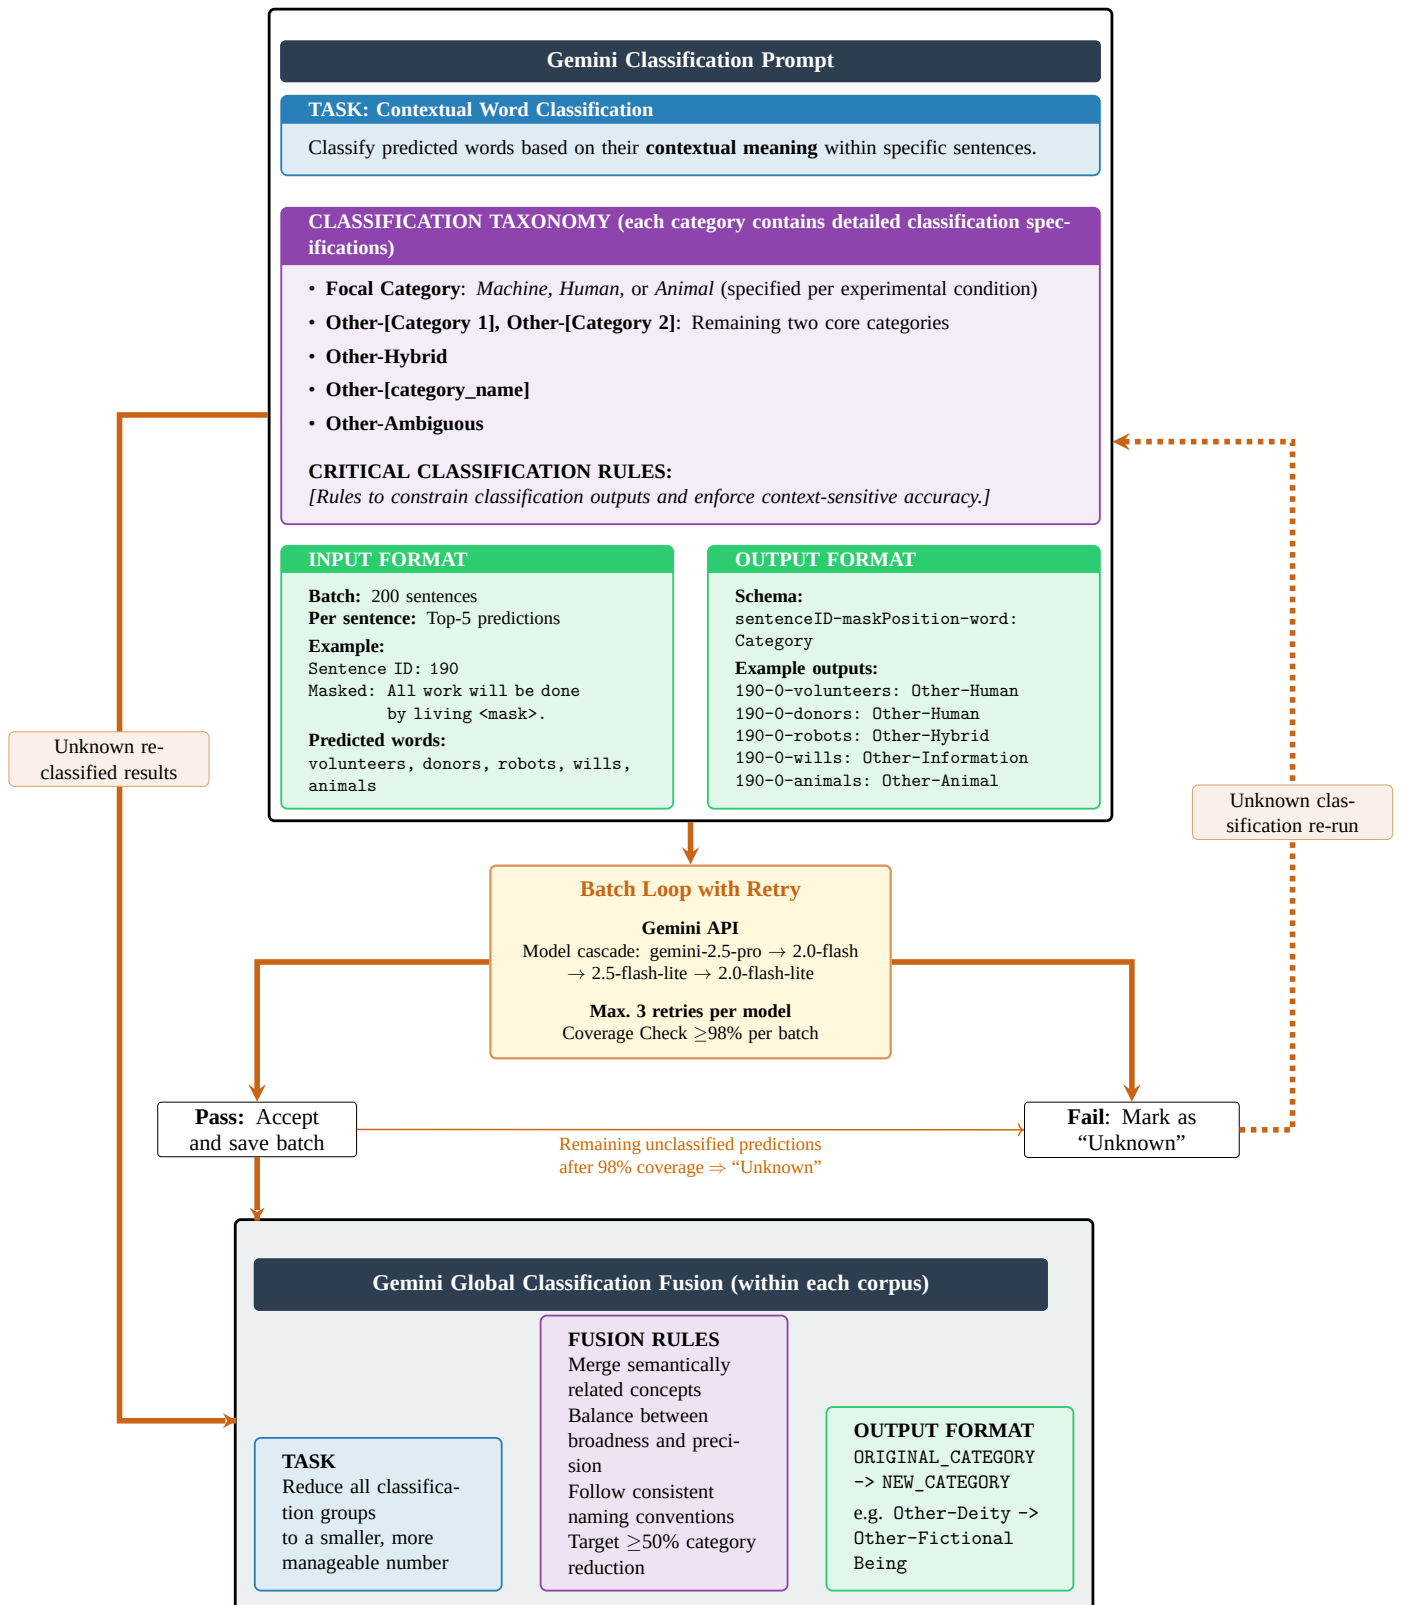 Gemini Classification Prompt
TASK: Contextual Word Classification
Classify predicted words based on their contextual meaning within specific sentences.
CLASSIFICATION TAXONOMY (each category contains detailed classification spec-
ifications)
• Focal Category: Machine, Human, or Animal (specified per experimental condition)
• Other-[Category 1], Other-[Category 2]: Remaining two core categories
• Other-Hybrid
• Other-[category_name]
• Other-Ambiguous
CRITICAL CLASSIFICATION RULES:
[Rules to constrain classification outputs and enforce context-sensitive accuracy.]
INPUT FORMAT
Batch: 200 sentences
Per sentence: Top-5 predictions
Example:
Sentence ID: 190
Masked: All work will be done
by living <mask>.
Predicted words:
volunteers, donors, robots, wills,
animals
OUTPUT FORMAT
Schema:
sentenceID-maskPosition-word:
Category
Example outputs:
190-0-volunteers: Other-Human
190-0-donors: Other-Human
190-0-robots: Other-Hybrid
190-0-wills: Other-Information
190-0-animals: Other-Animal
Unknown re-
classified results
Unknown clas-
sification re-run
Batch Loop with Retry
Gemini API
Model cascade: gemini-2.5-pro → 2.0-flash
→ 2.5-flash-lite → 2.0-flash-lite
Max. 3 retries per model
Coverage Check ≥98% per batch
Pass: Accept
and save batch
Remaining unclassified predictions
after 98% coverage ⇒ “Unknown”
Fail: Mark as
“Unknown”
Gemini Global Classification Fusion (within each corpus)
TASK
Reduce all classifica-
tion groups
to a smaller, more
manageable number
FUSION RULES
Merge semantically
related concepts
Balance between
broadness and preci-
sion
Follow consistent
naming conventions
Target ≥50% category
reduction
OUTPUT FORMAT
ORIGINAL_CATEGORY
-> NEW_CATEGORY
e.g. Other-Deity ->
Other-Fictional
Being